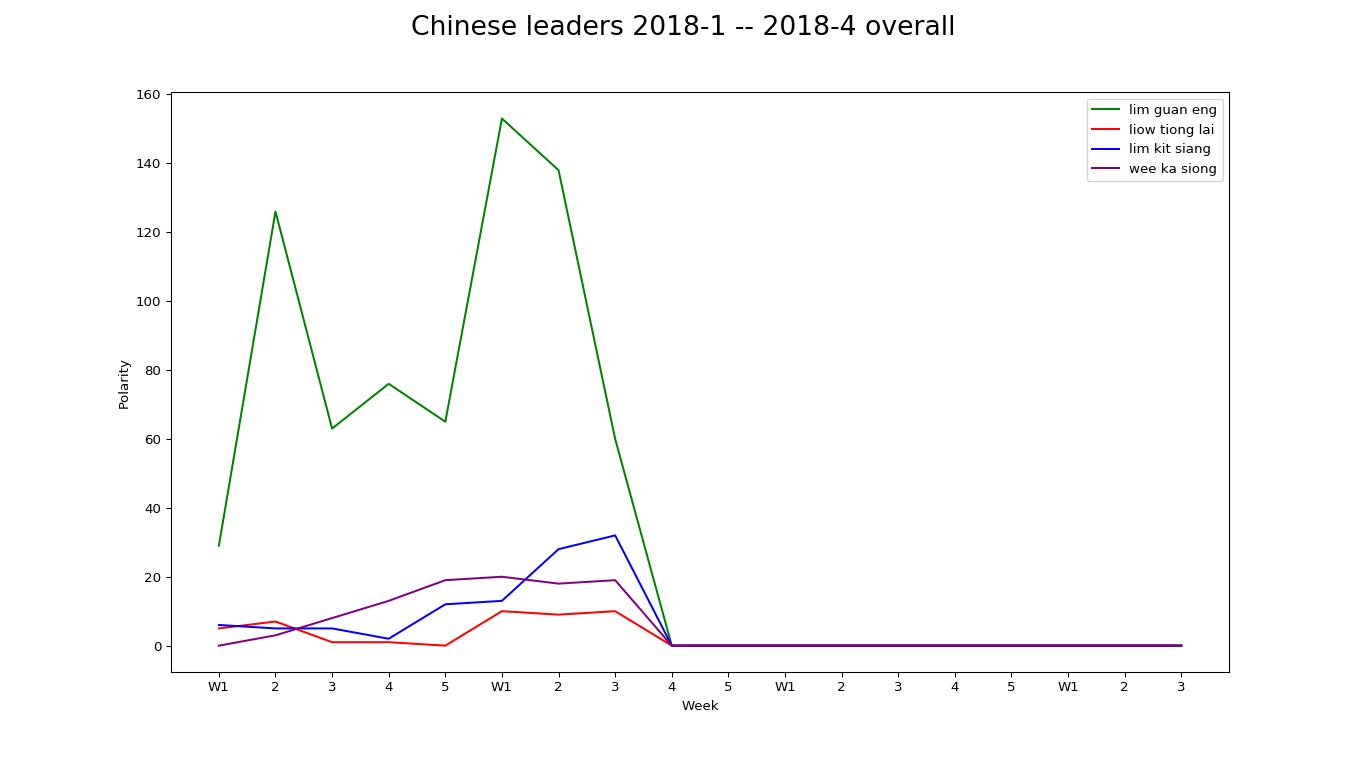 Chinese leaders 2018-1 -- 2018-4 overall
160
140
120
100
80
60
40
20
0
Polarity
lim guan eng
liow tiong lai
lim kit siang
wee ka siong
W1 2 3 4 5 W1 2 3 4 5 W1 2 3 4 5 W1 2 3
Week